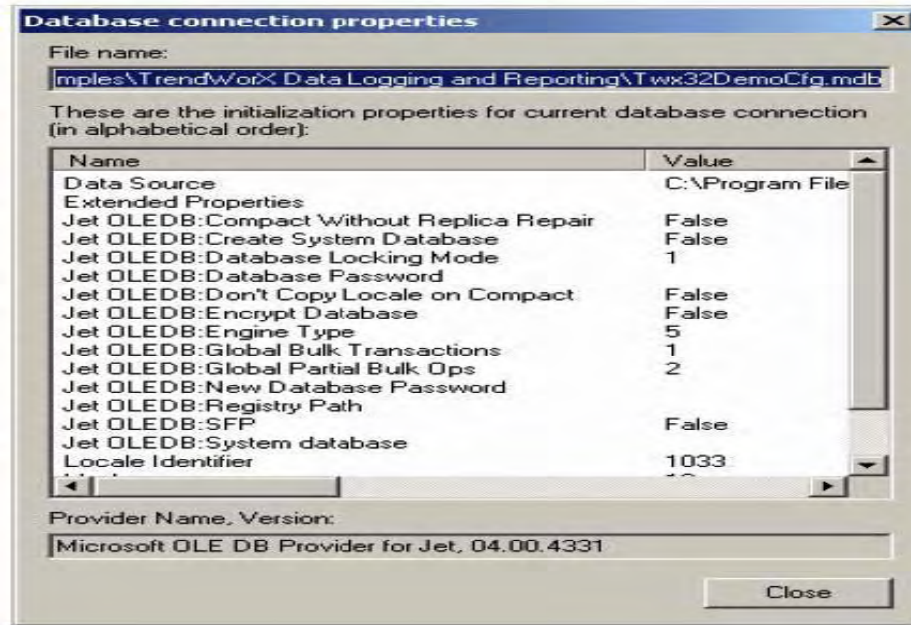 Database connection properties
File name:
mples\TrendWorX Data Logging and Reporting\Twx32DemoCfg.mdb
These are the initialization properties for current database connection
(in alphabetical order):
Name Value
Data Source C:\Program File
Extended Properties
Jet OLEDB:Compact Without Replica Repair False
Jet OLEDB:Create System Database False
Jet OLEDB:Database Locking Mode 1
Jet OLEDB:Database Password
Jet OLEDB:Don't Copy Locale on Compact False
Jet OLEDB:Encrypt Database False
Jet OLEDB:Engine Type 5
Jet OLEDB:Global Bulk Transactions 1
Jet OLEDB:Global Partial Bulk Ops 2
Jet OLEDB:New Database Password
Jet OLEDB:Registry Path
Jet OLEDB:SFP False
Jet OLEDB:System database
Locale Identifier 1033
Provider Name, Version:
Microsoft OLE DB Provider for Jet, 04.00.4331
Close